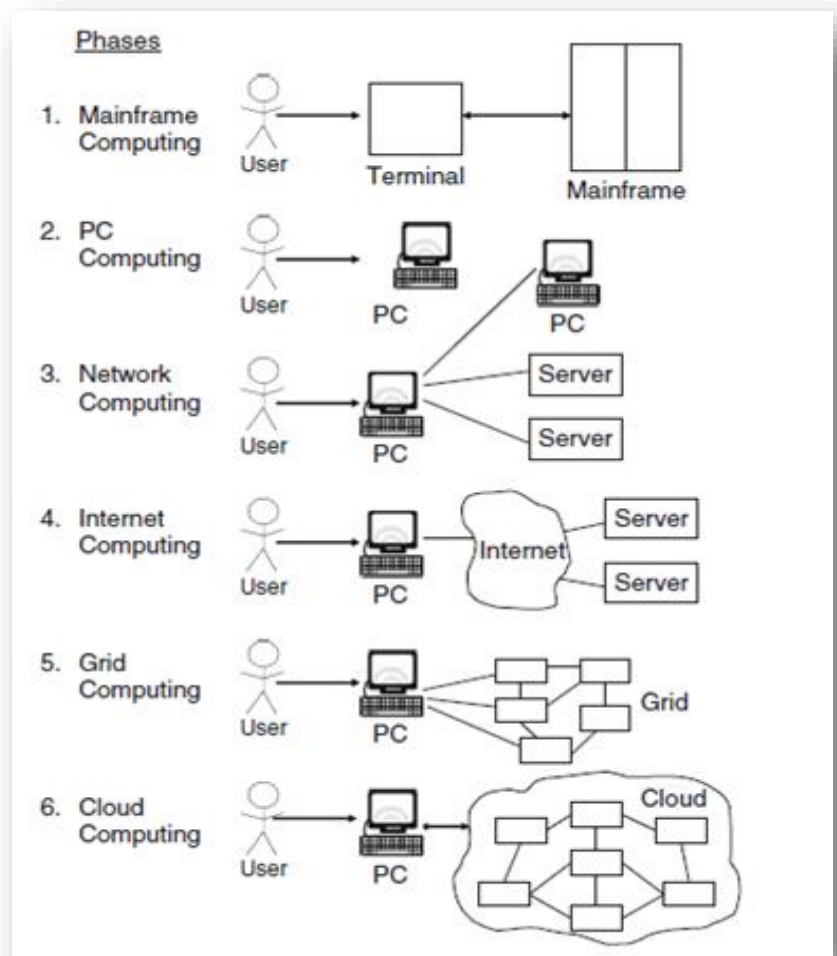 Phases
1. Mainframe
Computing
User
Terminal
Mainframe
2. PC
Computing
User
PC
PC
3. Network
Computing
User
PC
Server
Server
4. Internet
Computing
User
PC
Internet
Server
Server
5. Grid
Computing
User
PC
Grid
6. Cloud
Computing
User
PC
Cloud